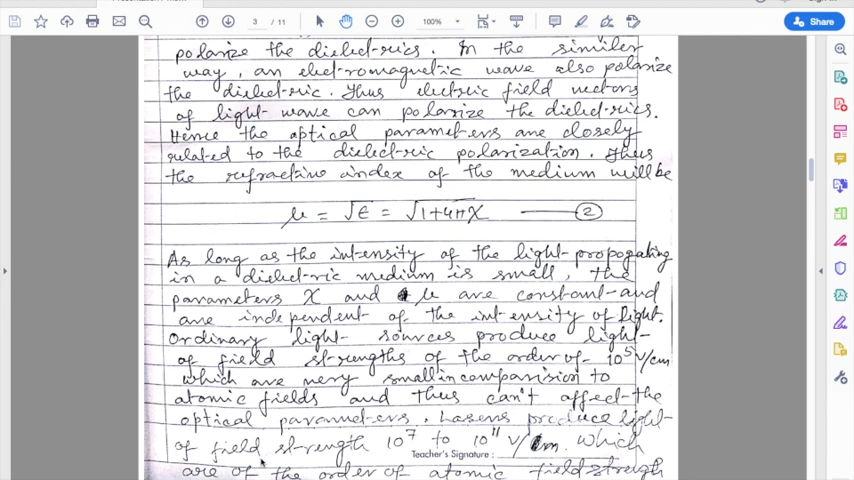 3 / 11
100%
Share
polarize the dielectrics. In the similer
way, an electromagnetic wave also polarize
the dielectric. Thus electric field vectors
of light wave can polarize the dielectrics.
Hence the optical parameters are closely
related to the dielectric polarization. Thus
the refractive index of the medium will be
μ = √ϵ = √1+4πχ —— ②
As long as the intensity of the light propogating
in a dielectric medium is small, the
parameters χ and μ are constant and
are independent of the intensity of light.
Ordinary light sources produce light
of field strengths of the order of 10⁵ V/cm
which are very small in comparision to
atomic fields and thus can't affect the
optical parameters. Lasers produce light
of field strength 10⁷ to 10¹¹ V/cm. which
Teacher's Signature :
are of the order of atomic field strength